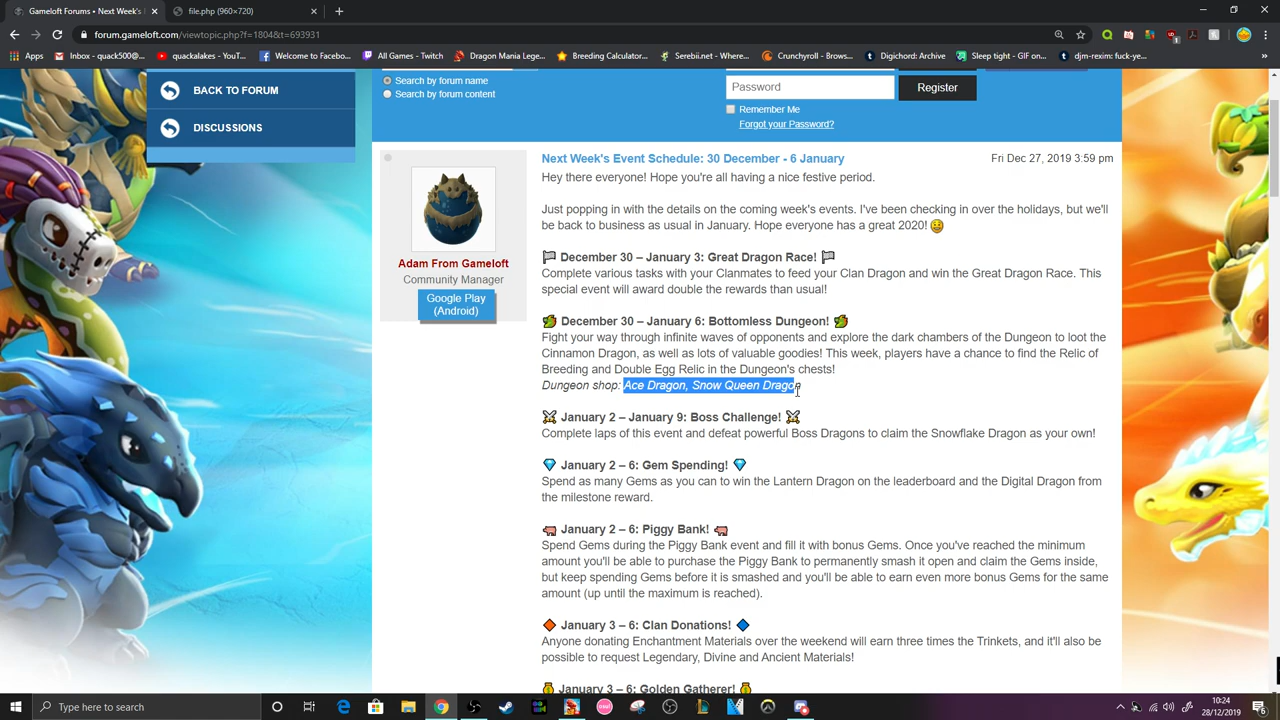 Inbox - quack500@g...
file.png (960×720)
forum.gameloft.com/viewtopic.php?f=1804&t=693931
Apps
Inbox - quack500@...
quackalakes - YouT...
Welcome to Facebo...
All Games - Twitch
Dragon Mania Lege...
Breeding Calculator...
Serebii.net - Where...
Crunchyroll - Brows...
Digichord: Archive
Sleep tight - GIF on...
djm-rexim: fuck-ye...
BACK TO FORUM
DISCUSSIONS
Search by forum name
Search by forum content
Password
Register
Remember Me
Forgot your Password?
Adam From Gameloft
Community Manager
Google Play
(Android)
Next Week's Event Schedule: 30 December - 6 January
Fri Dec 27, 2019 3:59 pm
Hey there everyone! Hope you're all having a nice festive period.
Just popping in with the details on the coming week's events. I've been checking in over the holidays, but we'll
be back to business as usual in January. Hope everyone has a great 2020!
December 30 – January 3: Great Dragon Race!
Complete various tasks with your Clanmates to feed your Clan Dragon and win the Great Dragon Race. This
special event will award double the rewards than usual!
December 30 – January 6: Bottomless Dungeon!
Fight your way through infinite waves of opponents and explore the dark chambers of the Dungeon to loot the
Cinnamon Dragon, as well as lots of valuable goodies! This week, players have a chance to find the Relic of
Breeding and Double Egg Relic in the Dungeon's chests!
Dungeon shop: Ace Dragon, Snow Queen Dragon
January 2 – January 9: Boss Challenge!
Complete laps of this event and defeat powerful Boss Dragons to claim the Snowflake Dragon as your own!
January 2 – 6: Gem Spending!
Spend as many Gems as you can to win the Lantern Dragon on the leaderboard and the Digital Dragon from
the milestone reward.
January 2 – 6: Piggy Bank!
Spend Gems during the Piggy Bank event and fill it with bonus Gems. Once you've reached the minimum
amount you'll be able to purchase the Piggy Bank to permanently smash it open and claim the Gems inside,
but keep spending Gems before it is smashed and you'll be able to earn even more bonus Gems for the same
amount (up until the maximum is reached).
January 3 – 6: Clan Donations!
Anyone donating Enchantment Materials over the weekend will earn three times the Trinkets, and it'll also be
possible to request Legendary, Divine and Ancient Materials!
January 3 – 6: Golden Gatherer!
Type here to search
10:24
28/12/2019